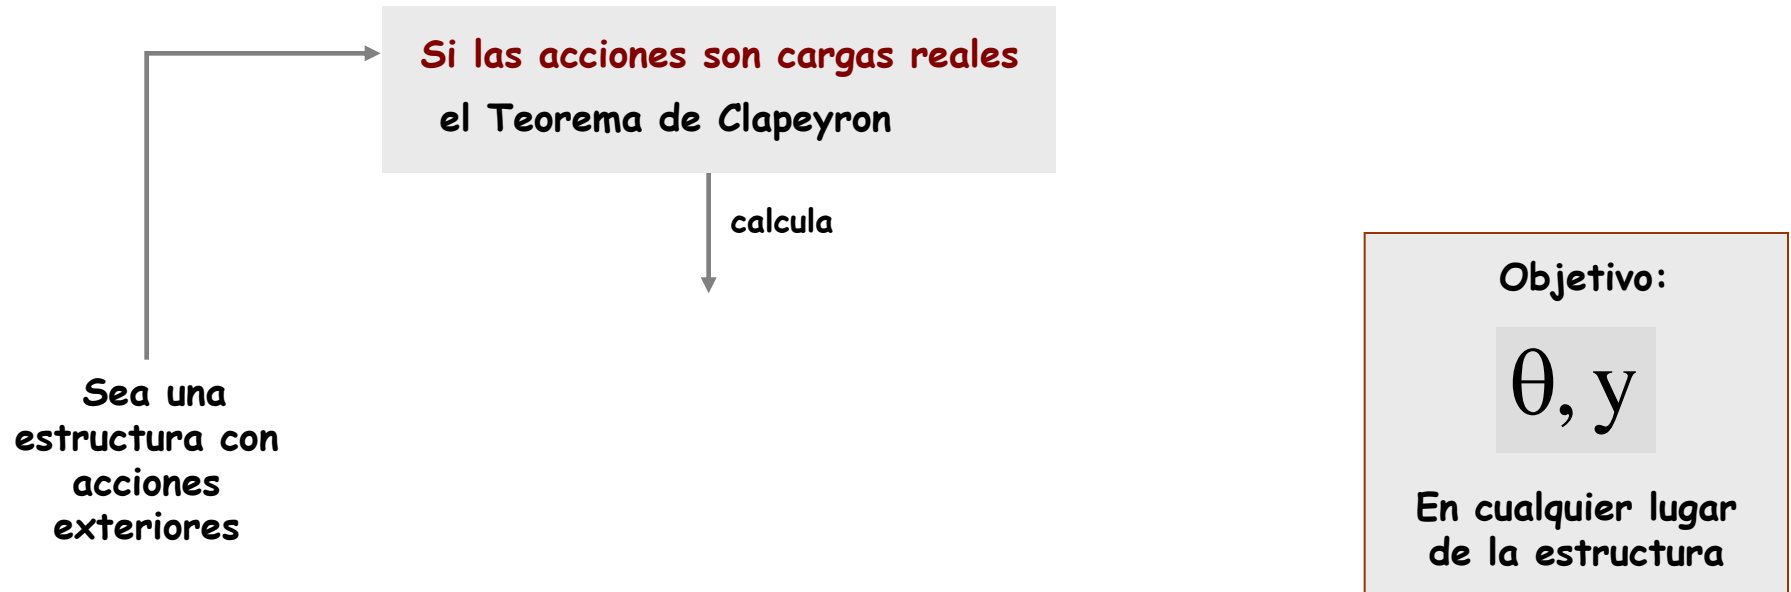 Si las acciones son cargas reales
el Teorema de Clapeyron
calcula
Sea una
estructura con
acciones
exteriores
Objetivo:
θ, y
En cualquier lugar
de la estructura